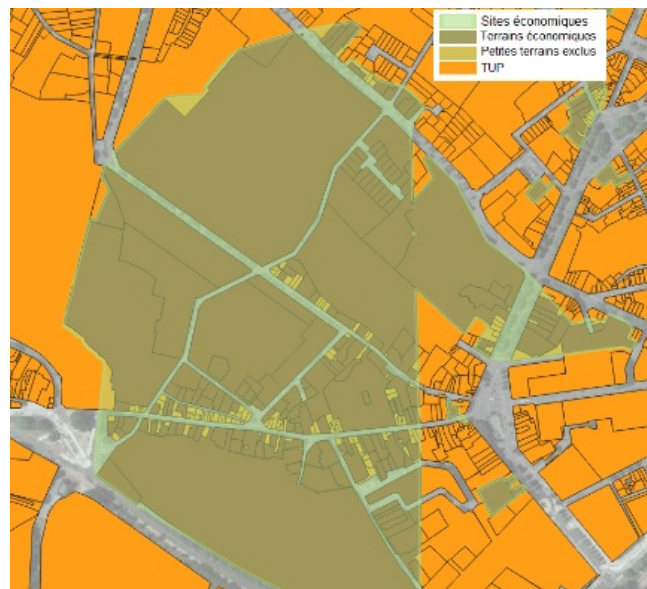 Sites économiques
Terrains économiques
Petites terrains exclus
TUP